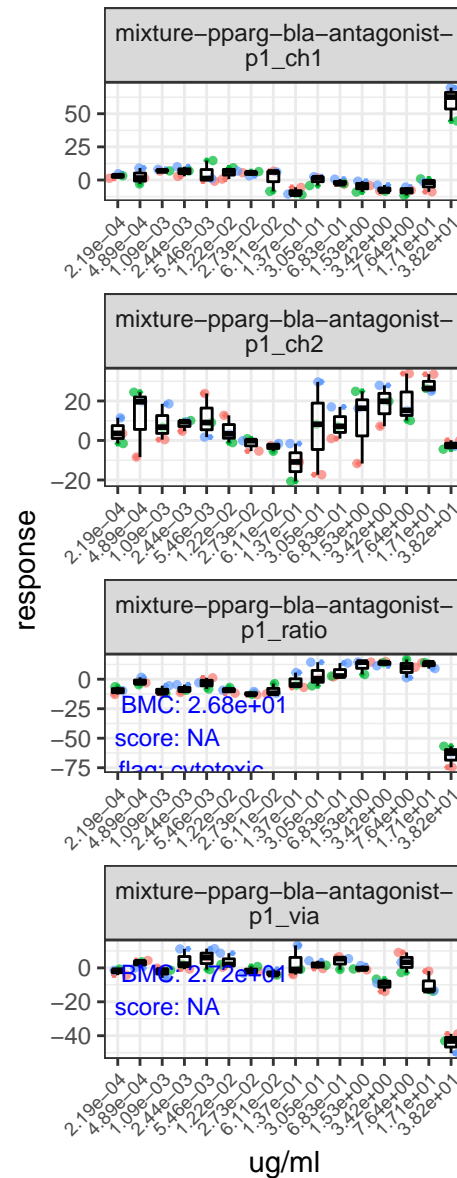 mixture−pparg−bla−antagonist−
p1_ch1
50
0
2.19e−04
4.89e−04
1.09e−03
2.44e−03
5.46e−03
1.22e−02
2.73e−02
6.11e−02
1.37e−01
3.05e−01
6.83e−01
1.53e+00
3.42e+00
7.64e+00
1.71e+01
3.82e+01
mixture−pparg−bla−antagonist−
p1_ch2
20
0
−20
2.19e−04
4.89e−04
1.09e−03
2.44e−03
5.46e−03
1.22e−02
2.73e−02
6.11e−02
1.37e−01
3.05e−01
6.83e−01
1.53e+00
3.42e+00
7.64e+00
1.71e+01
3.82e+01
response
mixture−pparg−bla−antagonist−
p1_ratio
0
−25
−50
−75
BMC: 2.68e+01
score: NA
flag: cytotoxic
2.19e−04
4.89e−04
1.09e−03
2.44e−03
5.46e−03
1.22e−02
2.73e−02
6.11e−02
1.37e−01
3.05e−01
6.83e−01
1.53e+00
3.42e+00
7.64e+00
1.71e+01
3.82e+01
mixture−pparg−bla−antagonist−
p1_via
0
−20
−40
BMC: 2.72e+01
score: NA
2.19e−04
4.89e−04
1.09e−03
2.44e−03
5.46e−03
1.22e−02
2.73e−02
6.11e−02
1.37e−01
3.05e−01
6.83e−01
1.53e+00
3.42e+00
7.64e+00
1.71e+01
3.82e+01
ug/ml